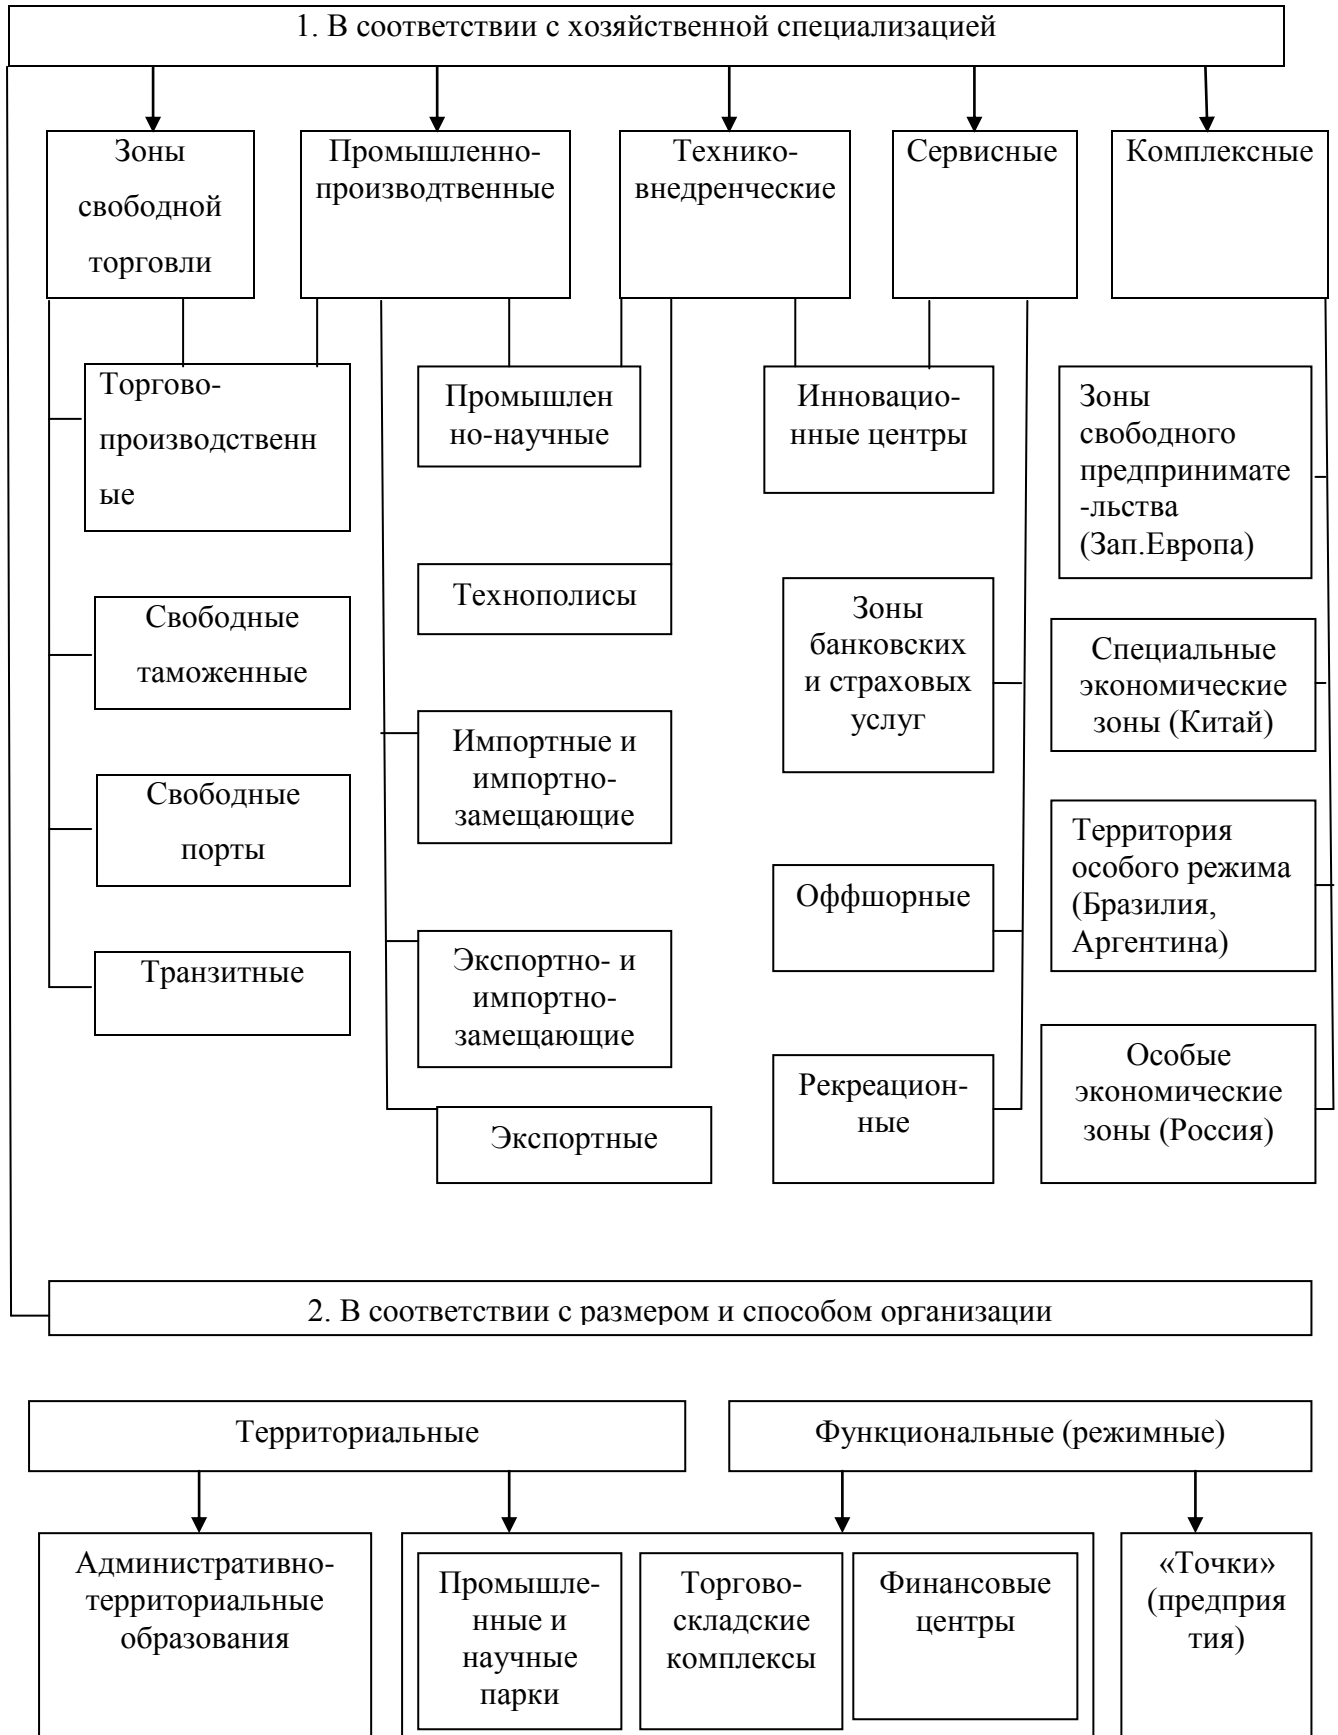 1. В соответствии с хозяйственной специализацией
Зоны
свободной
торговли
Промышленно-
производтвенные
Технико-
внедренческие
Сервисные
Комплексные
Торгово-
производственн
ые
Промышлен
но-научные
Инновацио-
нные центры
Зоны
свободного
предпринимате
-льства
(Зап.Европа)
Свободные
таможенные
Технополисы
Зоны
банковских
и страховых
услуг
Специальные
экономические
зоны (Китай)
Свободные
порты
Импортные и
импортно-
замещающие
Оффшорные
Территория
особого режима
(Бразилия,
Аргентина)
Транзитные
Экспортно- и
импортно-
замещающие
Рекреацион-
ные
Особые
экономические
зоны (Россия)
Экспортные
2. В соответствии с размером и способом организации
Территориальные
Функциональные (режимные)
Административно-
территориальные
образования
Промышле-
нные и
научные
парки
Торгово-
складские
комплексы
Финансовые
центры
«Точки»
(предприя
тия)